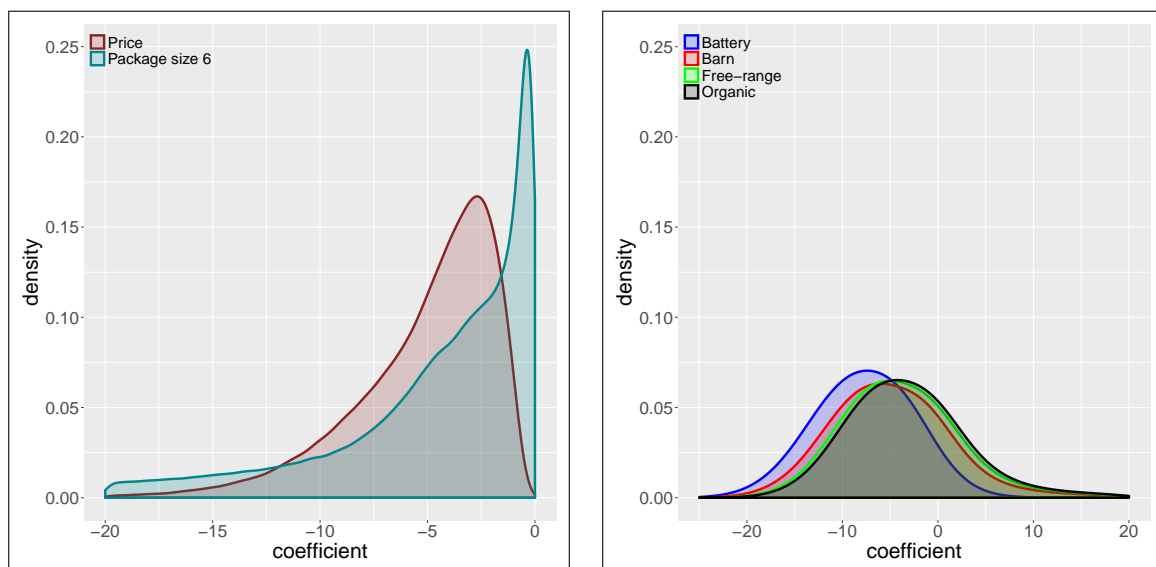 Price
Package size 6
0.25
0.20
0.15
0.10
0.05
0.00
density
−20
−15
−10
−5
0
coefficient
Battery
Barn
Free−range
Organic
0.25
0.20
0.15
0.10
0.05
0.00
density
−20
−10
0
10
20
coefficient